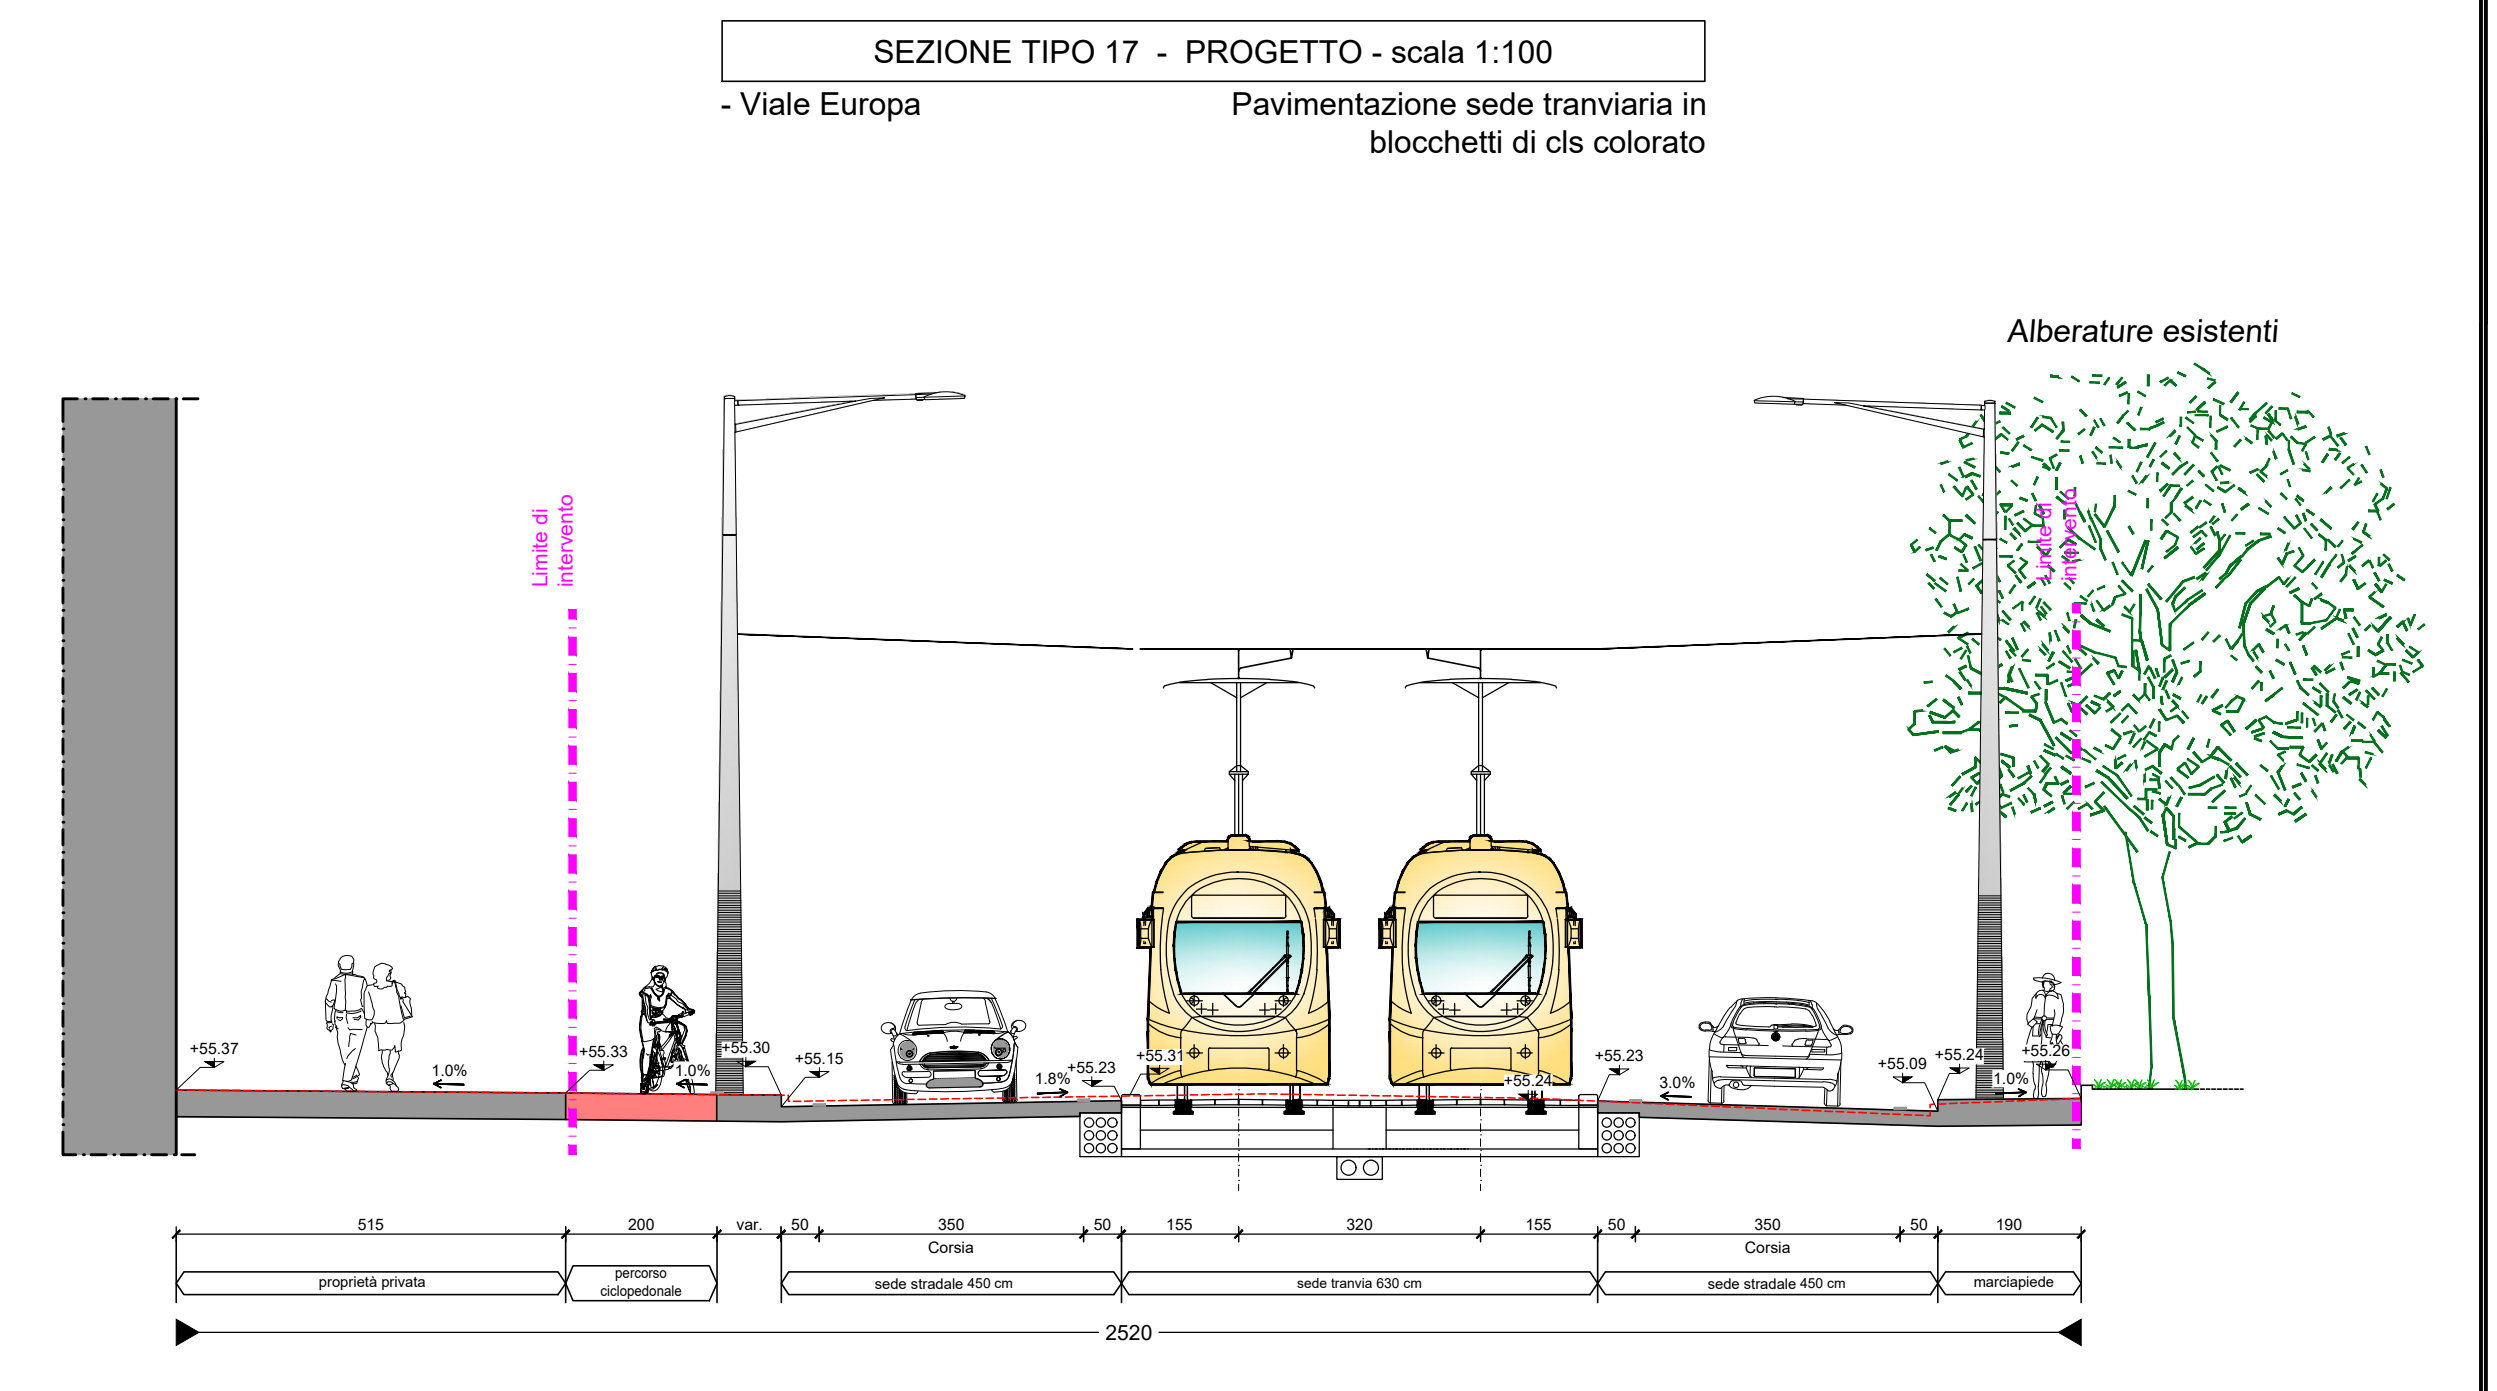 SEZIONE TIPO 17 - PROGETTO - scala 1:100
- Viale Europa
Pavimentazione sede tranviaria in
blocchetti di cls colorato
Alberature esistenti
Limite di
intervento
Limite di
intervento
+55.37
1.0%
+55.33
1.0%
+55.30
+55.15
1.8%
+55.23
+55.31
+55.24
+55.23
3.0%
+55.09
+55.24
1.0%
+55.26
515
200
var.
50
350
50
155
320
155
50
350
50
190
Corsia
Corsia
proprietà privata
percorso
ciclopedonale
sede stradale 450 cm
sede tranvia 630 cm
sede stradale 450 cm
marciapiede
2520